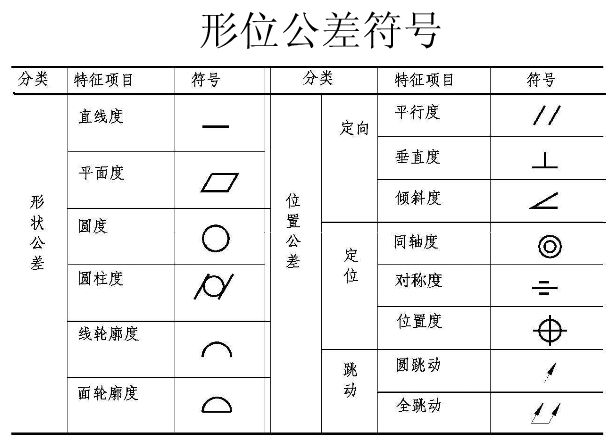 形位公差符号
分类 特征项目 符号 分类 特征项目 符号
形状公差
直线度
平面度
圆度
圆柱度
线轮廓度
面轮廓度
位置公差
定向
平行度
垂直度
倾斜度
定位
同轴度
对称度
位置度
跳动
圆跳动
全跳动